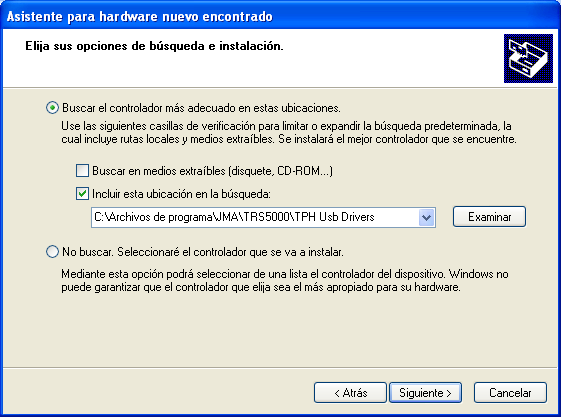 Asistente para hardware nuevo encontrado
Elija sus opciones de búsqueda e instalación.
Buscar el controlador más adecuado en estas ubicaciones.
Use las siguientes casillas de verificación para limitar o expandir la búsqueda predeterminada, la
cual incluye rutas locales y medios extraíbles. Se instalará el mejor controlador que se encuentre.
Buscar en medios extraíbles (disquete, CD-ROM...)
Incluir esta ubicación en la búsqueda:
C:\Archivos de programa\JMA\TRS5000\TPH Usb Drivers
Examinar
No buscar. Seleccionaré el controlador que se va a instalar.
Mediante esta opción podrá seleccionar de una lista el controlador del dispositivo. Windows no
puede garantizar que el controlador que elija sea el más apropiado para su hardware.
< Atrás
Siguiente >
Cancelar